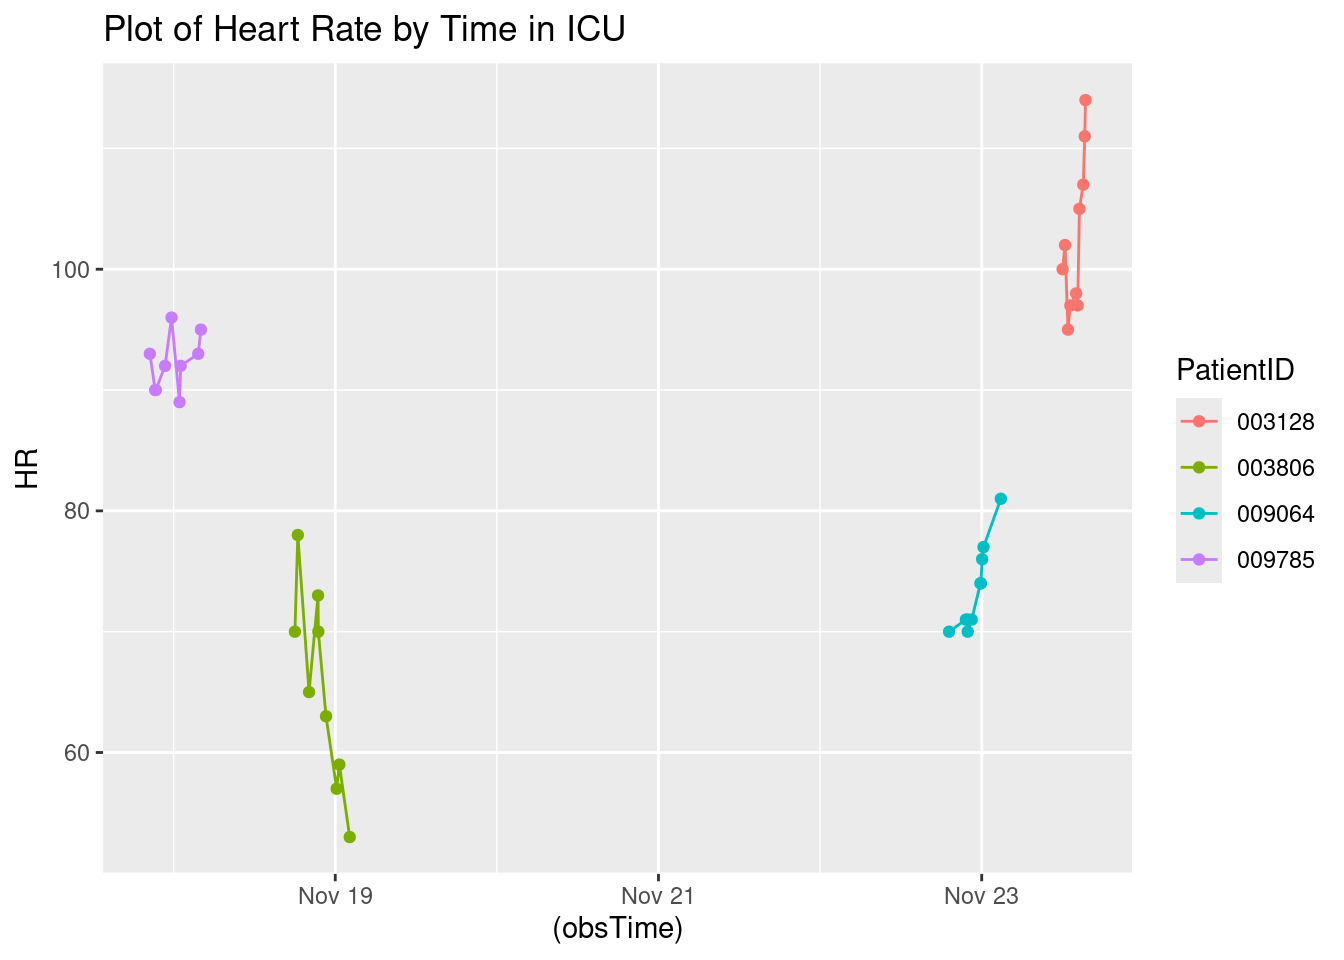 Plot of Heart Rate by Time in ICU
HR
100
80
60
Nov 19
Nov 21
Nov 23
(obsTime)
PatientID
003128
003806
009064
009785